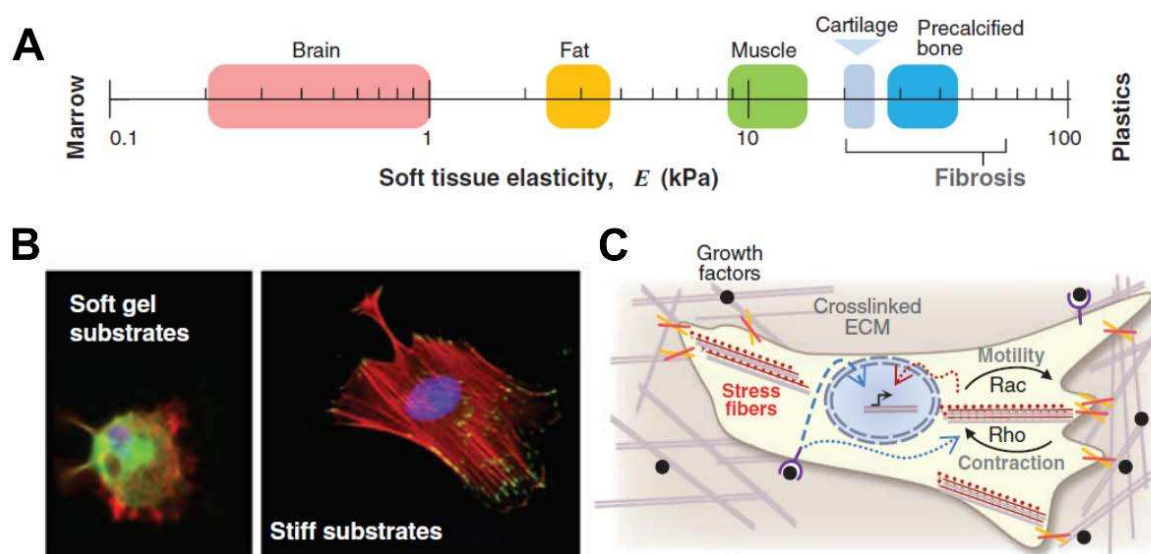 A
Marrow
Brain
Fat
Muscle
Cartilage
Precalcified
bone
Plastics
0.1
1
10
100
Soft tissue elasticity, E (kPa)
Fibrosis
B
Soft gel
substrates
Stiff substrates
C
Growth
factors
Crosslinked
ECM
Stress
fibers
Motility
Rac
Rho
Contraction